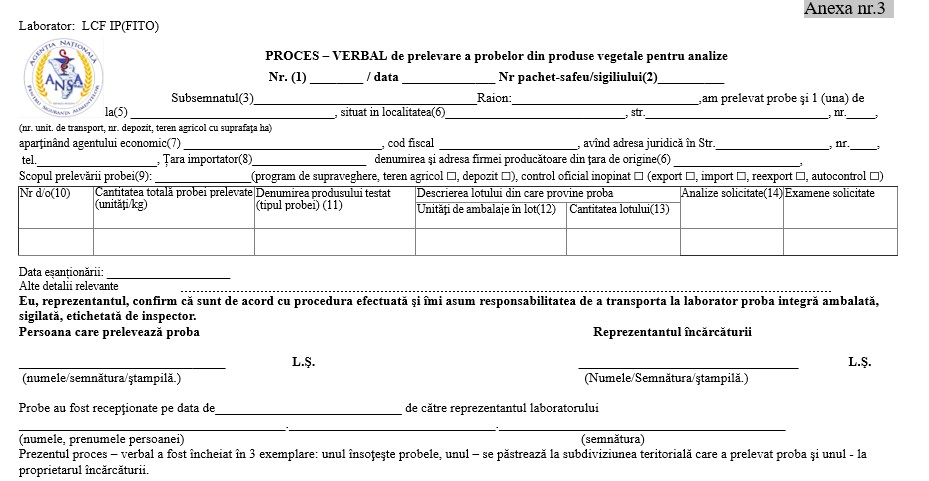 Anexa nr.3
Laborator: LCF IP(FITO)
AGENȚIA NAȚIONALĂ
ANSA
PENTRU SIGURANȚA ALIMENTELOR
PROCES – VERBAL de prelevare a probelor din produse vegetale pentru analize
Nr. (1) ________ / data ______________ Nr pachet-safeu/sigiliului(2)__________
Subsemnatul(3)____________________________________Raion:______________________________,am prelevat probe şi 1 (una) de
la(5) _________________________________, situat in localitatea(6)_____________________________, str.__________________________, nr._____,
(nr. unit. de transport, nr. depozit, teren agricol cu suprafaţa ha)
aparţinând agentului economic(7) ________________________________, cod fiscal ______________________, avînd adresa juridică în Str.___________________, nr.____,
tel.___________________, Ţara importator(8)__________________ denumirea şi adresa firmei producătoare din ţara de origine(6) ____________________,
Scopul prelevării probei(9): _______________(program de supraveghere, teren agricol ☐, depozit ☐), control oficial inopinat ☐ (export ☐, import ☐, reexport ☐, autocontrol ☐)
Nr d/o(10) Cantitatea totală probei prelevate (unităţi/kg) Denumirea produsului testat (tipul probei) (11) Descrierea lotului din care provine proba Analize solicitate(14) Examene solicitate
Unităţi de ambalaje în lot(12) Cantitatea lotului(13)
Data eşanţionării: ____________________
Alte detalii relevante ..........................................................................................
Eu, reprezentantul, confirm că sunt de acord cu procedura efectuată şi îmi asum responsabilitatea de a transporta la laborator proba integră ambalată,
sigilată, etichetată de inspector.
Persoana care prelevează proba Reprezentantul încărcăturii
_________________________________ L.Ş. ___________________________________ L.Ş.
(numele/semnătura/ştampilă.) (Numele/Semnătura/ştampilă.)
Probe au fost recepţionate pe data de______________________________ de către reprezentantul laboratorului
___________________________________________.__________________________________.______________________________________________
(numele, prenumele persoanei) (semnătura)
Prezentul proces – verbal a fost încheiat în 3 exemplare: unul însoţeşte probele, unul – se păstrează la subdiviziunea teritorială care a prelevat proba şi unul - la
proprietarul încărcăturii.